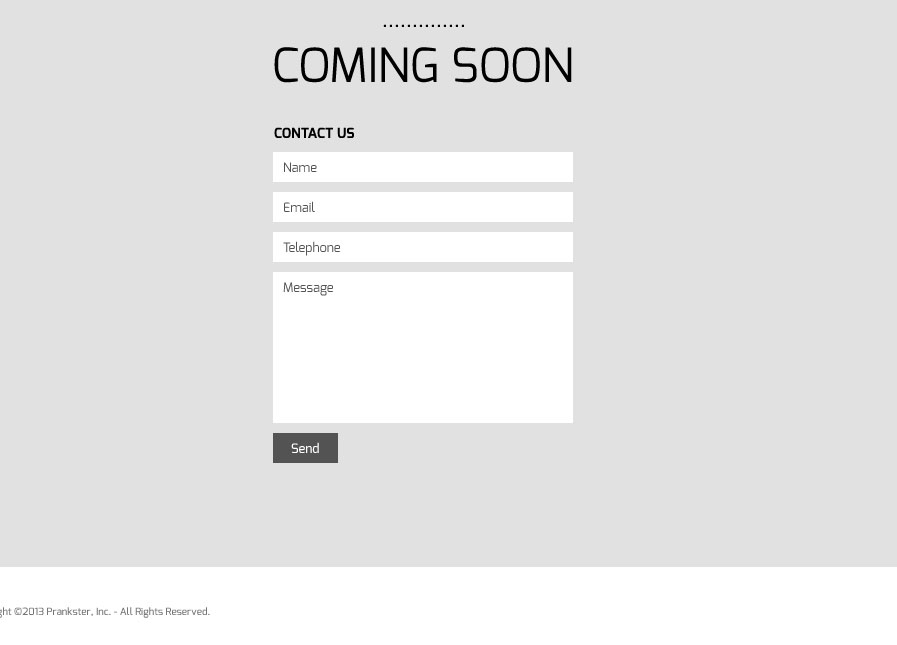 COMING SOON
CONTACT US
Name
Email
Telephone
Message
Send
ght ©2013 Prankster, Inc. - All Rights Reserved.